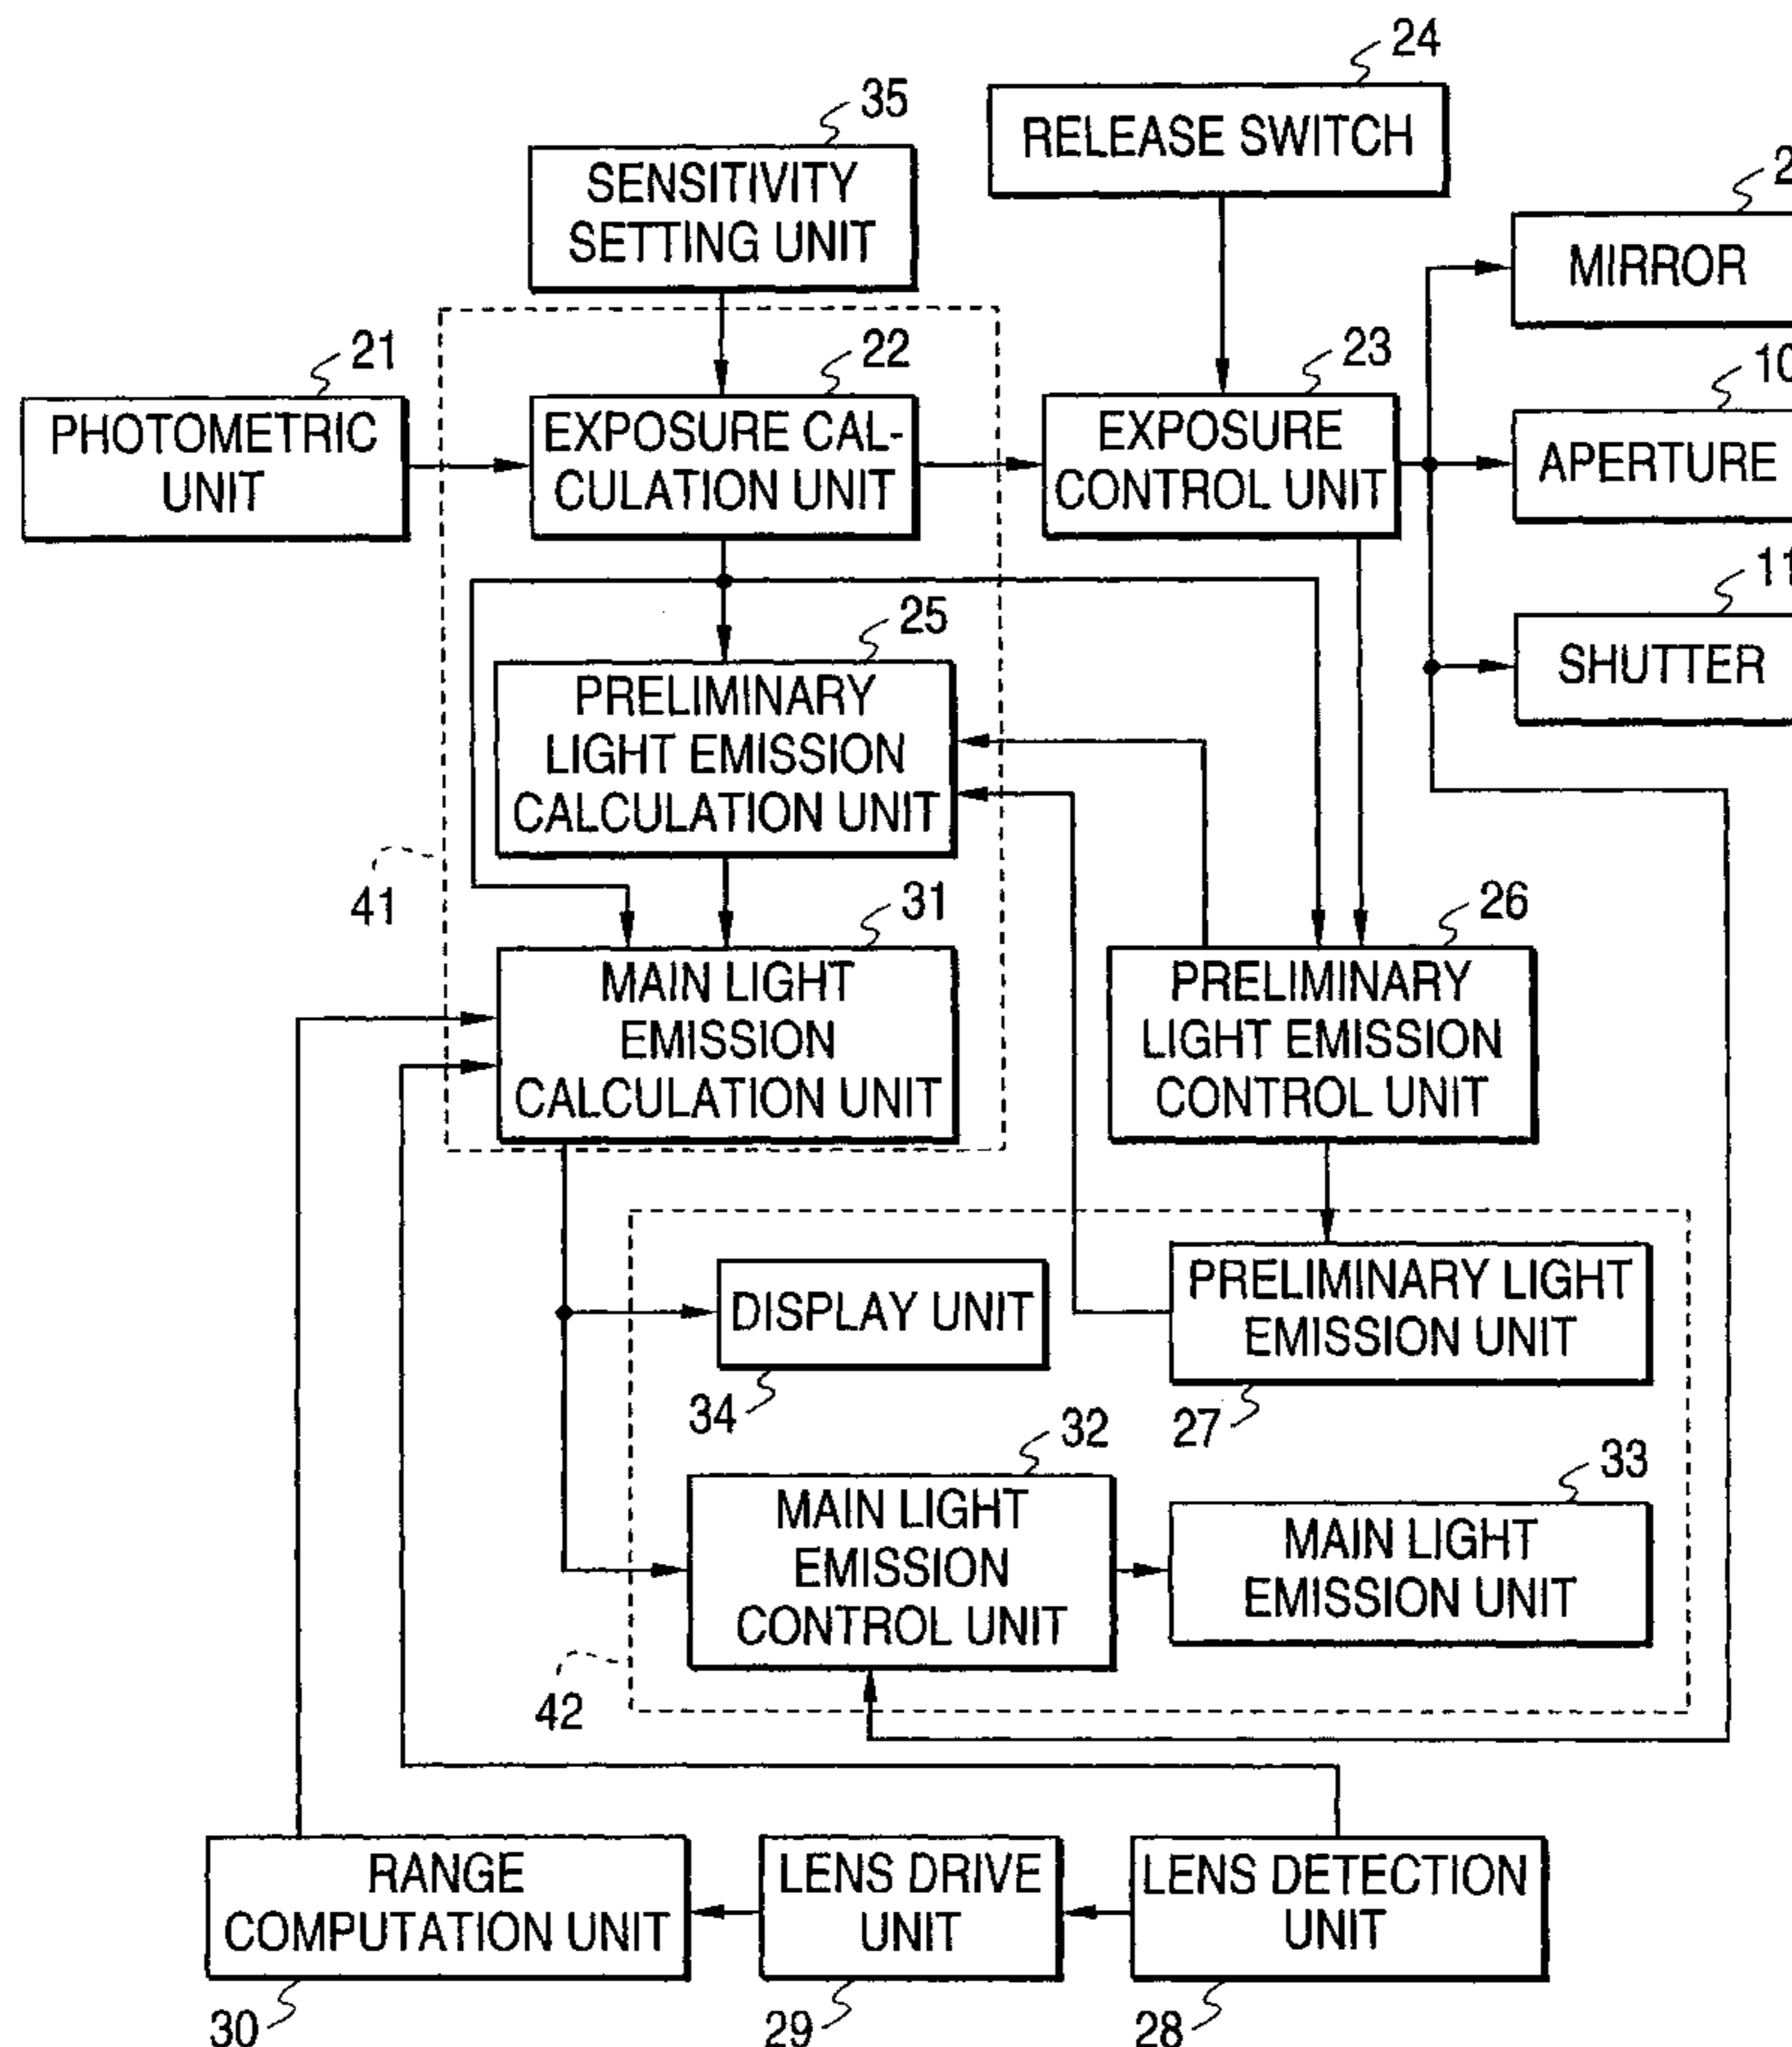 24
35
RELEASE SWITCH
SENSITIVITY
SETTING UNIT
2
MIRROR
21
22
23
10
PHOTOMETRIC
UNIT
EXPOSURE CAL-
CULATION UNIT
EXPOSURE
CONTROL UNIT
APERTURE
11
SHUTTER
25
PRELIMINARY
LIGHT EMISSION
CALCULATION UNIT
41
31
26
MAIN LIGHT
EMISSION
CALCULATION UNIT
PRELIMINARY
LIGHT EMISSION
CONTROL UNIT
DISPLAY UNIT
34
PRELIMINARY LIGHT
EMISSION UNIT
27
32
33
MAIN LIGHT
EMISSION
CONTROL UNIT
MAIN LIGHT
EMISSION UNIT
42
RANGE
COMPUTATION UNIT
LENS DRIVE
UNIT
LENS DETECTION
UNIT
30
29
28